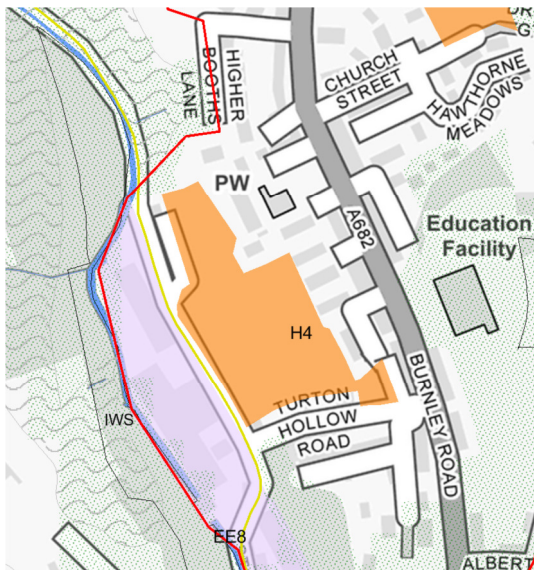 DR
G
HIGHER
BOOTHS
LANE
CHURCH
STREET
HAWTHORNE
MEADOWS
PW
A682
Education
Facility
H4
TURTON
HOLLOW
ROAD
BURNLEY ROAD
IWS
EE8
ALBERT